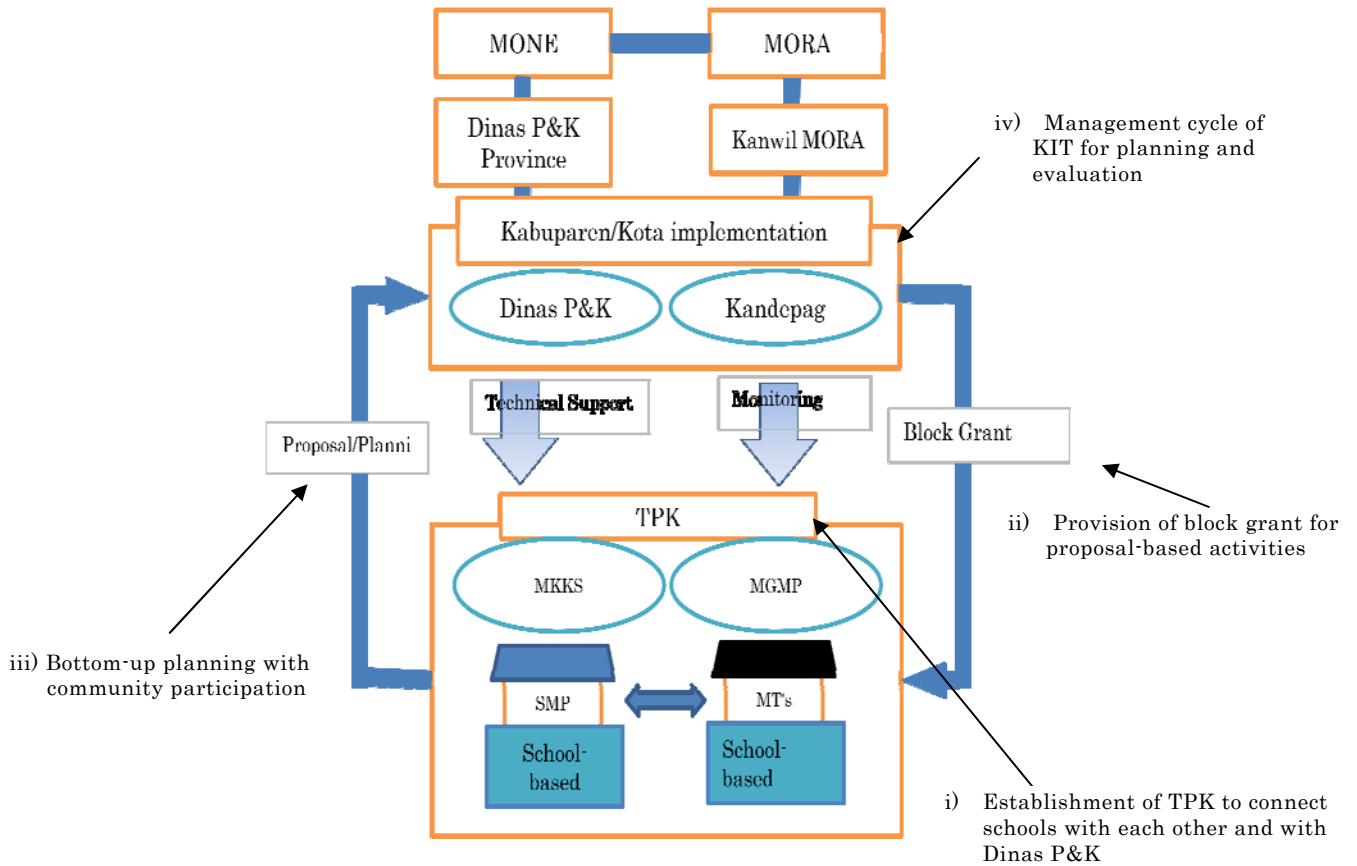 MONE
MORA
Dinas P&K
Province
Kanwil MORA
iv) Management cycle of
KIT for planning and
evaluation
Kabuparen/Kota implementation
Dinas P&K
Kandepag
Technical Support
Monitoring
Proposal/Planni
Block Grant
TPK
ii) Provision of block grant for
proposal-based activities
MKKS
MGMP
iii) Bottom-up planning with
community participation
SMP
MT's
School-
based
School-
based
i) Establishment of TPK to connect
schools with each other and with
Dinas P&K